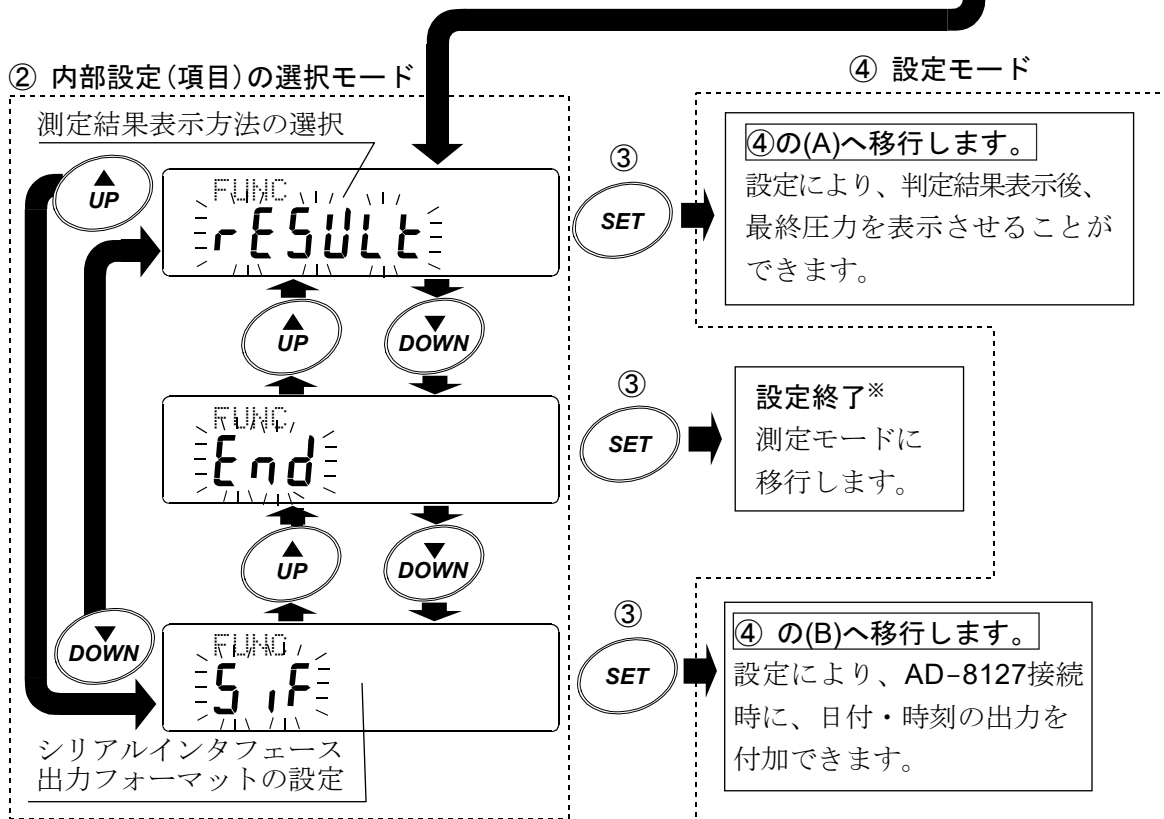 ② 内部設定(項目)の選択モード
測定結果表示方法の選択
▲
UP
FUNC
rESULt
▲
UP
▼
DOWN
FUNC
End
▲
UP
▼
DOWN
▼
DOWN
FUNC
SiF
シリアルインタフェース
出力フォーマットの設定
④ 設定モード
③
SET
④の(A)へ移行します。
設定により、判定結果表示後、
最終圧力を表示させることが
できます。
③
SET
設定終了※
測定モードに
移行します。
③
SET
④ の(B)へ移行します。
設定により、AD-8127接続
時に、日付・時刻の出力を
付加できます。